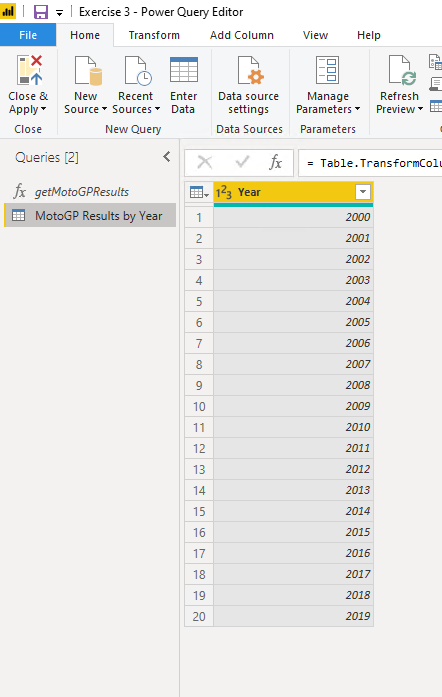 Exercise 3 - Power Query Editor
File Home Transform Add Column View Help
Close & Apply
New Source
Recent Sources
Enter Data
Data source settings
Manage Parameters
Refresh Preview
Close
New Query
Data Sources
Parameters
Queries [2]
fx
= Table.TransformColu
fx getMotoGPResults
MotoGP Results by Year
1²3 Year
1 2000
2 2001
3 2002
4 2003
5 2004
6 2005
7 2006
8 2007
9 2008
10 2009
11 2010
12 2011
13 2012
14 2013
15 2014
16 2015
17 2016
18 2017
19 2018
20 2019